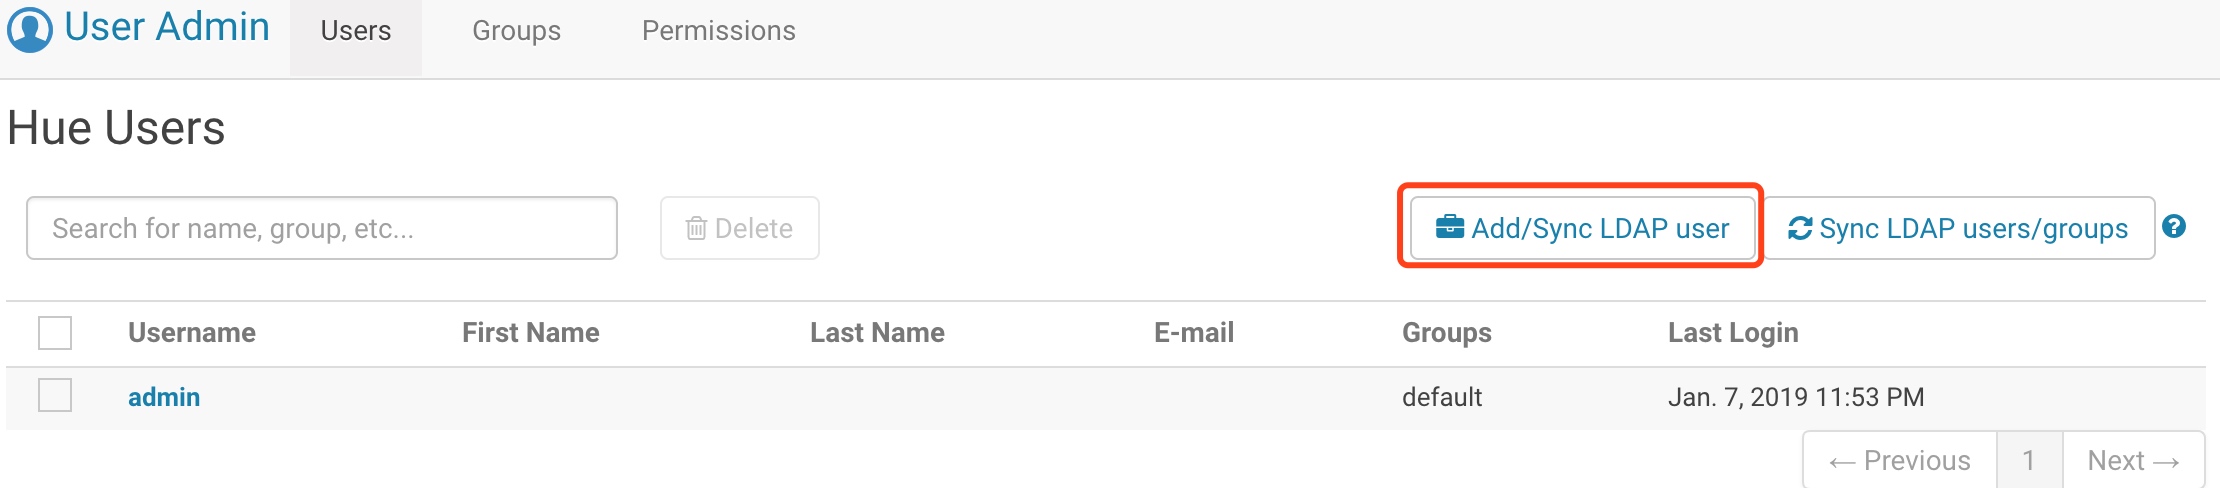 User Admin Users Groups Permissions
Hue Users
Search for name, group, etc... Delete Add/Sync LDAP user Sync LDAP users/groups ?
Username First Name Last Name E-mail Groups Last Login
admin default Jan. 7, 2019 11:53 PM
← Previous 1 Next →